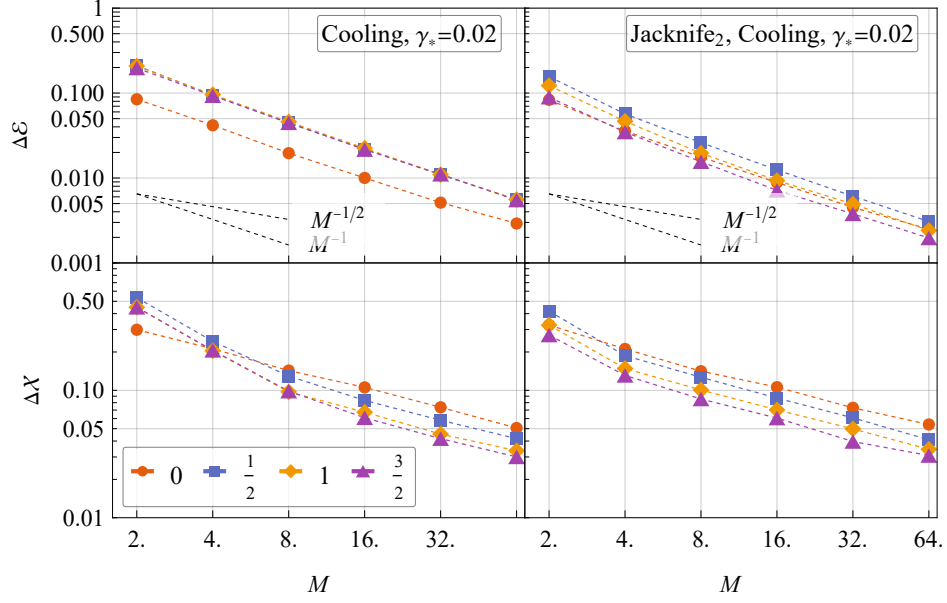 Cooling, γ*=0.02
Jacknife₂, Cooling, γ*=0.02
1
0.500
0.100
0.050
0.010
0.005
0.001
Δℰ
M^{-1/2}
M^{-1}
M^{-1/2}
M^{-1}
0.50
0.10
0.05
0.01
ΔX
0
1/2
1
3/2
2. 4. 8. 16. 32.
2. 4. 8. 16. 32. 64.
M
M